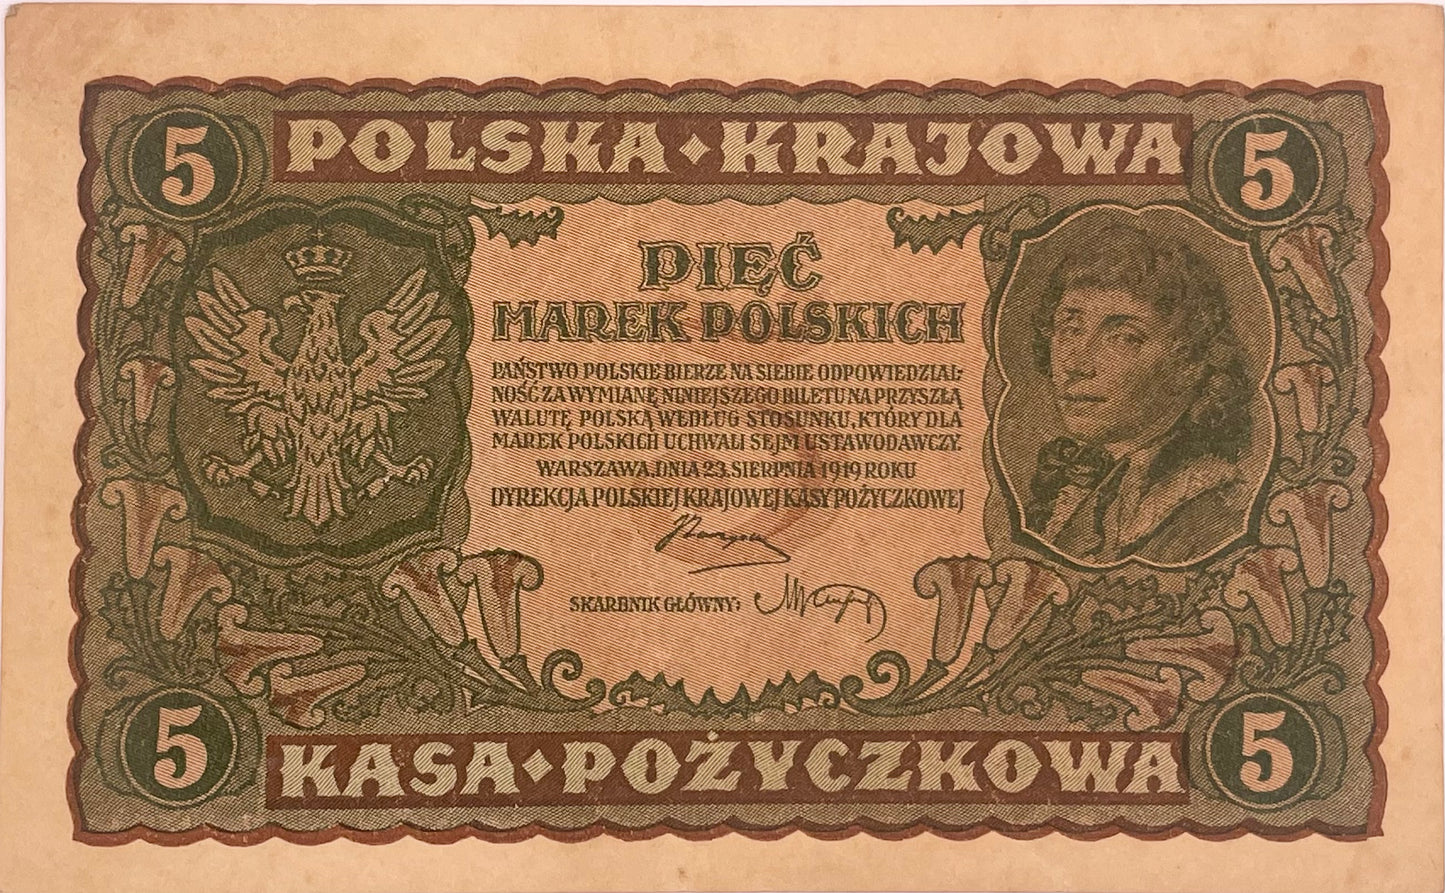 5 POLSKA · KRAJOWA 5
PIĘĆ
MAREK POLSKICH
PAŃSTWO POLSKIE BIERZE NA SIEBIE ODPOWIEDZIAL-
NOŚĆ ZA WYMIANĘ NINIEJSZEGO BILETU NA PRZYSZŁĄ
WALUTĘ POLSKĄ WEDŁUG STOSUNKU, KTÓRY DLA
MAREK POLSKICH UCHWALI SEJM USTAWODAWCZY.
WARSZAWA, DNIA 23. SIERPNIA 1919 ROKU
DYREKCJA POLSKIEJ KRAJOWEJ KASY POŻYCZKOWEJ
SKARBNIK GŁÓWNY:
5 KASA · POŻYCZKOWA 5